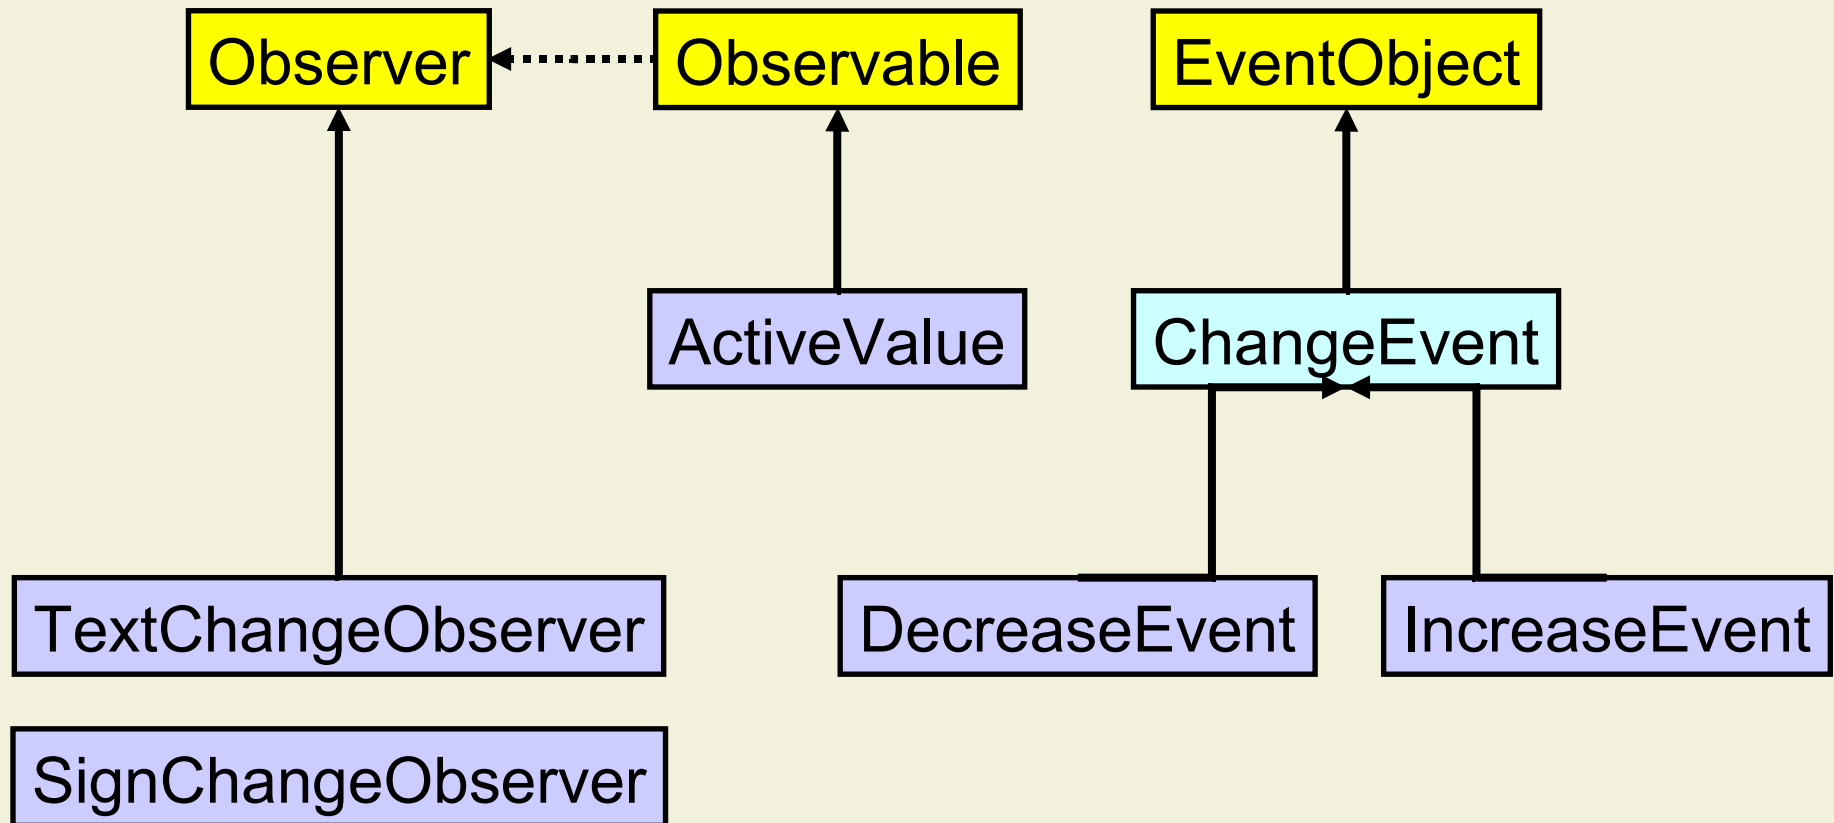 Observer
Observable
EventObject
ActiveValue
ChangeEvent
TextChangeObserver
DecreaseEvent
IncreaseEvent
SignChangeObserver